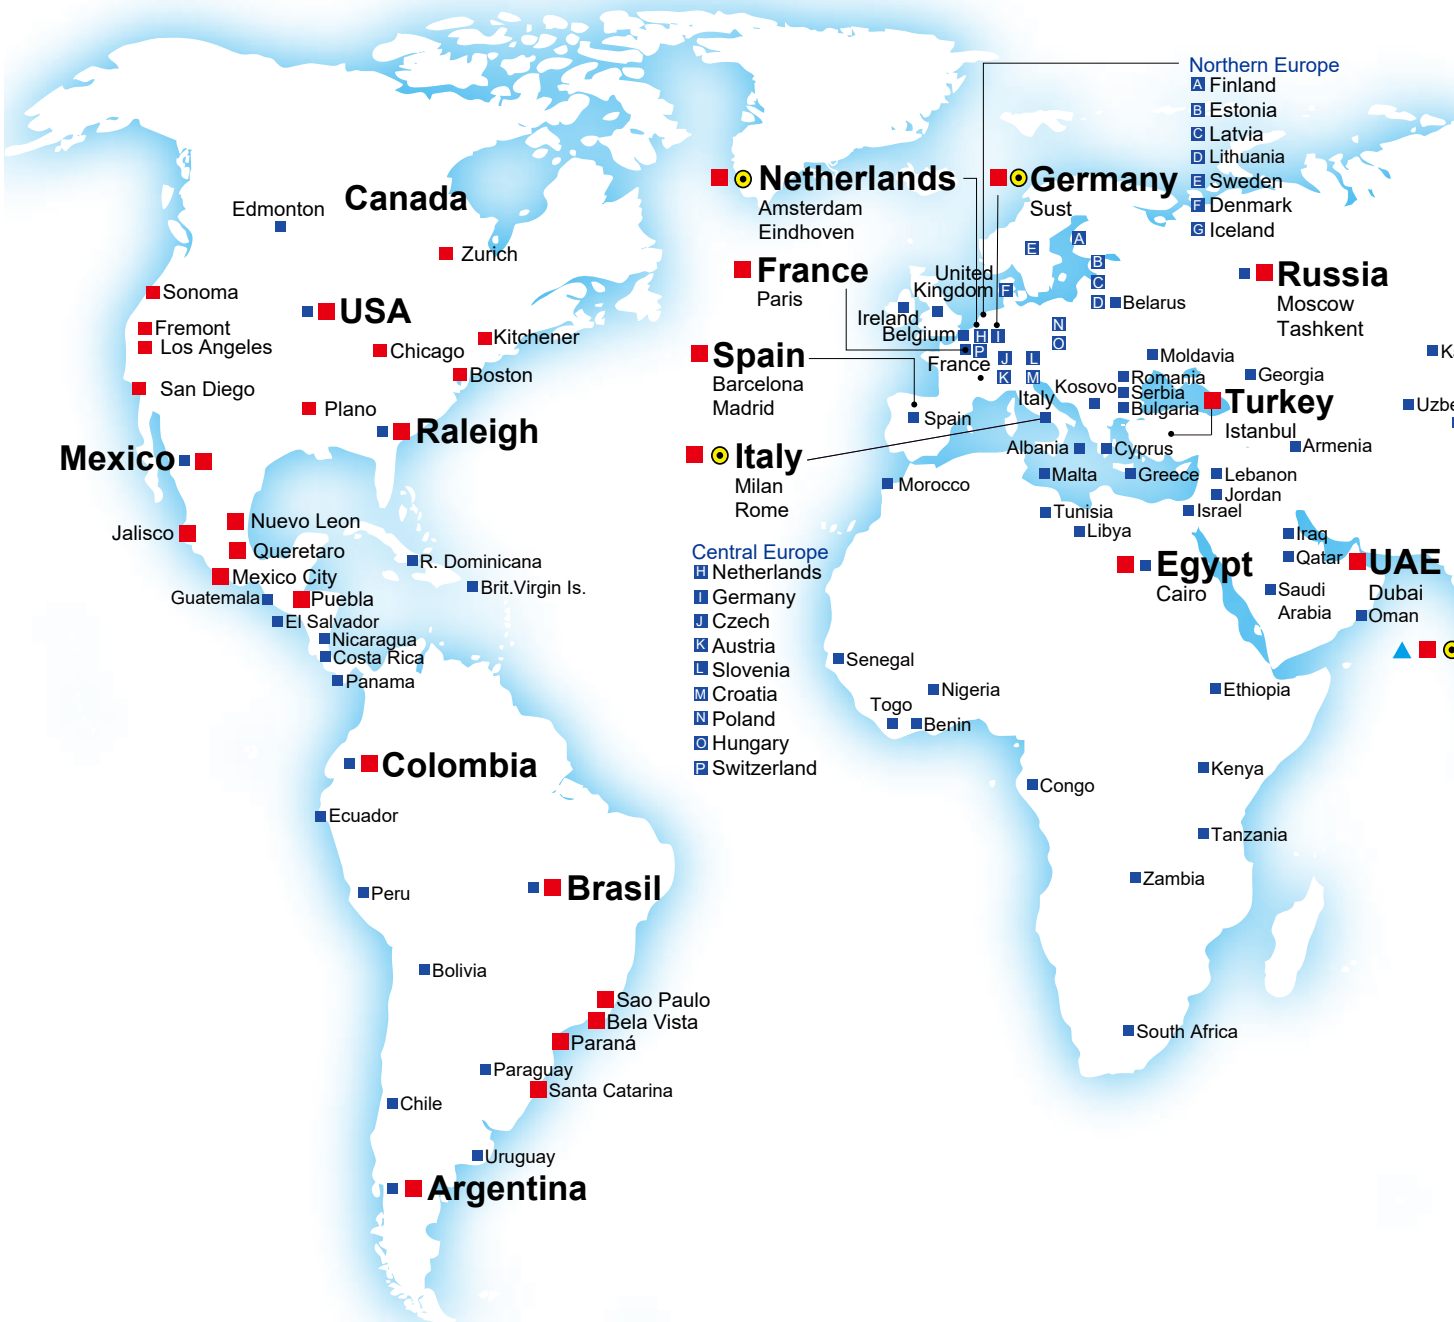 Canada
Edmonton
Zurich
Sonoma
USA
Fremont
Los Angeles
Kitchener
Chicago
San Diego
Boston
Plano
Raleigh
Mexico
Jalisco
Nuevo Leon
Queretaro
Mexico City
Guatemala
Puebla
El Salvador
Nicaragua
Costa Rica
Panama
R. Dominicana
Brit.Virgin Is.
Colombia
Ecuador
Peru
Brasil
Bolivia
Sao Paulo
Bela Vista
Paraná
Paraguay
Santa Catarina
Chile
Uruguay
Argentina
Netherlands
Amsterdam
Eindhoven
France
Paris
Spain
Barcelona
Madrid
Italy
Milan
Rome
Central Europe
H Netherlands
I Germany
J Czech
K Austria
L Slovenia
M Croatia
N Poland
O Hungary
P Switzerland
Germany
Sust
Northern Europe
A Finland
B Estonia
C Latvia
D Lithuania
E Sweden
F Denmark
G Iceland
E
A
B
C
D
F
United
Kingdom
Ireland
Belgium
H
I
P
France
J
L
K
M
N
O
Belarus
Russia
Moscow
Tashkent
Moldavia
Romania
Serbia
Bulgaria
Kosovo
Italy
Spain
Georgia
Turkey
Istanbul
Armenia
Albania
Cyprus
Malta
Greece
Lebanon
Jordan
Israel
Morocco
Tunisia
Libya
Egypt
Cairo
Iraq
Qatar
UAE
Dubai
Saudi
Arabia
Oman
Senegal
Nigeria
Togo
Benin
Ethiopia
Congo
Kenya
Tanzania
Zambia
South Africa